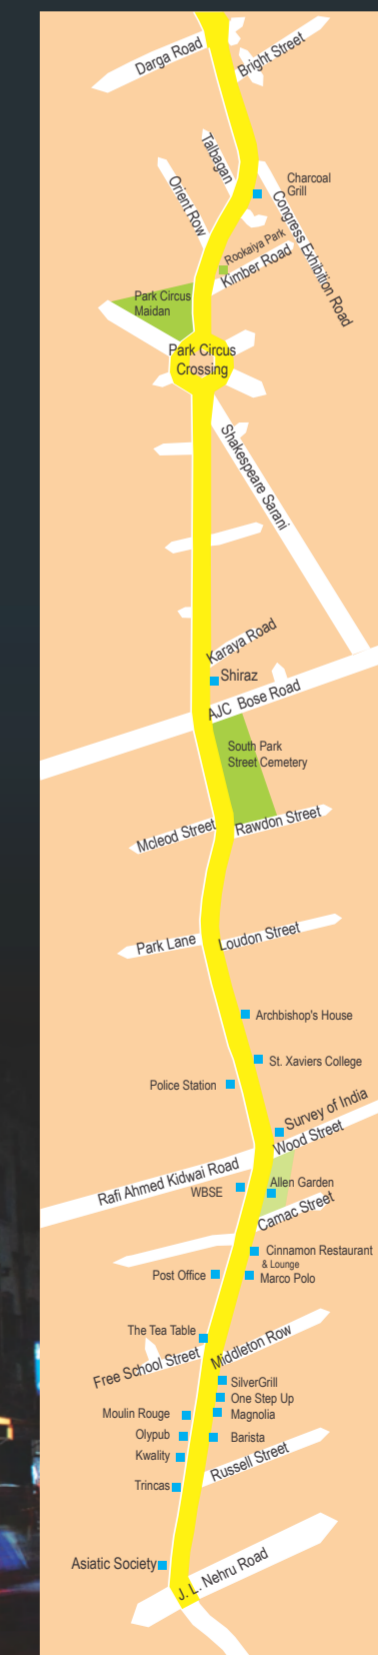 Darga Road
Bright Street
Talbagan
Orient Row
Charcoal
Grill
Congress Exhibition Road
Rookaiya Park
Kimber Road
Park Circus
Maidan
Park Circus
Crossing
Shakespeare Sarani
Karaya Road
Shiraz
AJC Bose Road
South Park
Street Cemetery
Mcleod Street
Rawdon Street
Park Lane
Loudon Street
Archbishop's House
St. Xaviers College
Police Station
Survey of India
Wood Street
Rafi Ahmed Kidwai Road
WBSE
Allen Garden
Camac Street
Cinnamon Restaurant
& Lounge
Post Office
Marco Polo
The Tea Table
Middleton Row
Free School Street
SilverGrill
One Step Up
Moulin Rouge
Magnolia
Olypub
Barista
Kwality
Russell Street
Trincas
Asiatic Society
J. L. Nehru Road